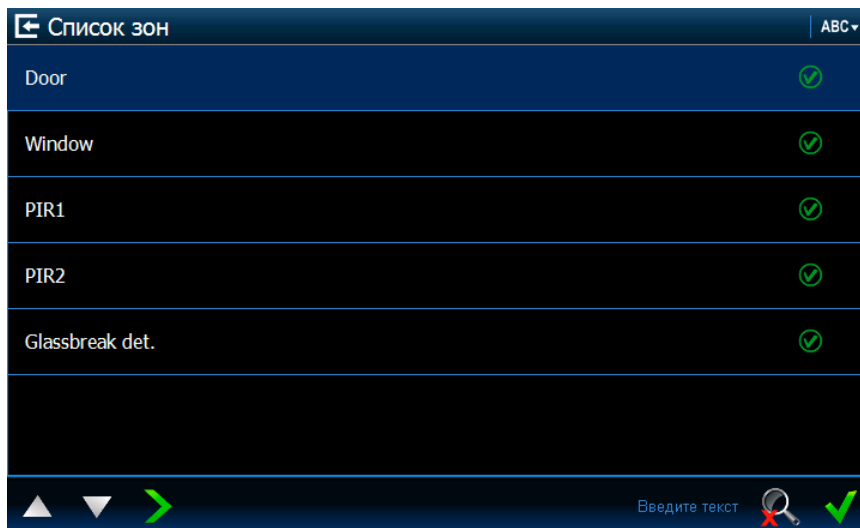 Список зон
ABC
Door
Window
PIR1
PIR2
Glassbreak det.
Введите текст